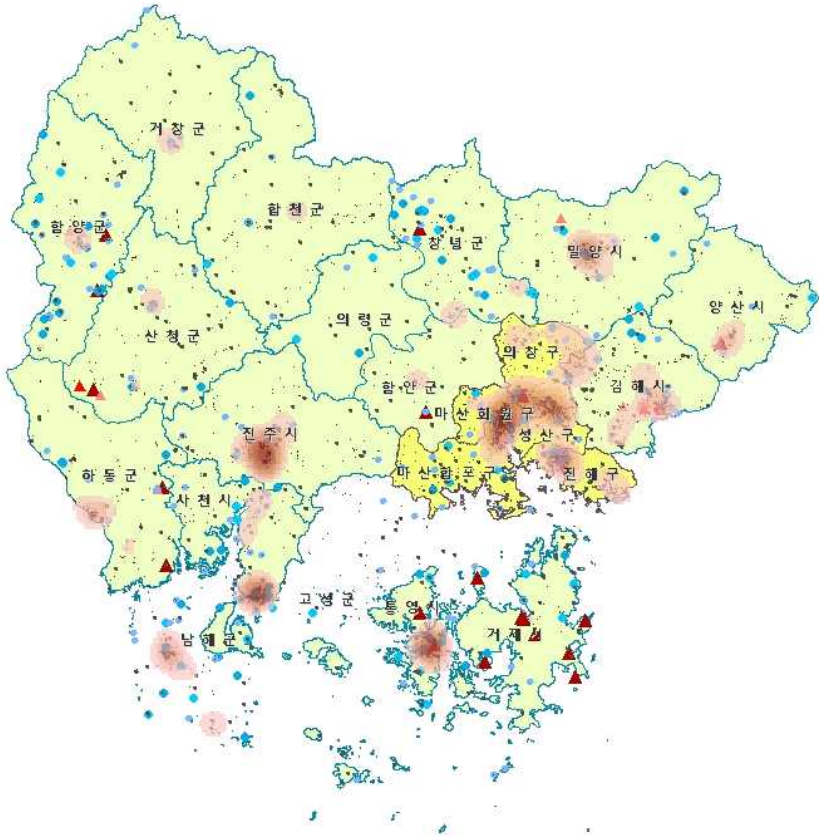 거창군
합천군
함양군
창녕군
밀양시
양산시
의령군
산청군
의창구
김해시
함안군
마산회원구
성산구
진주시
마산합포구
진해구
하동군
사천시
고성군
통영시
거제시
남해군